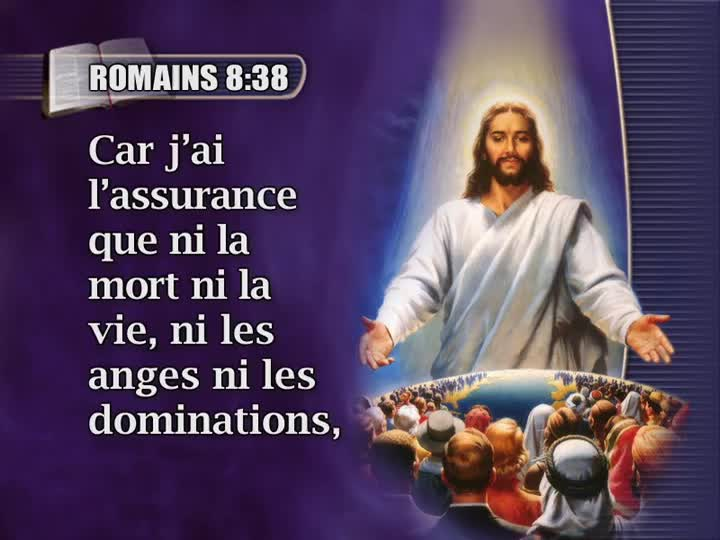 ROMAINS 8:38
Car j’ai
l’assurance
que ni la
mort ni la
vie, ni les
anges ni les
dominations,